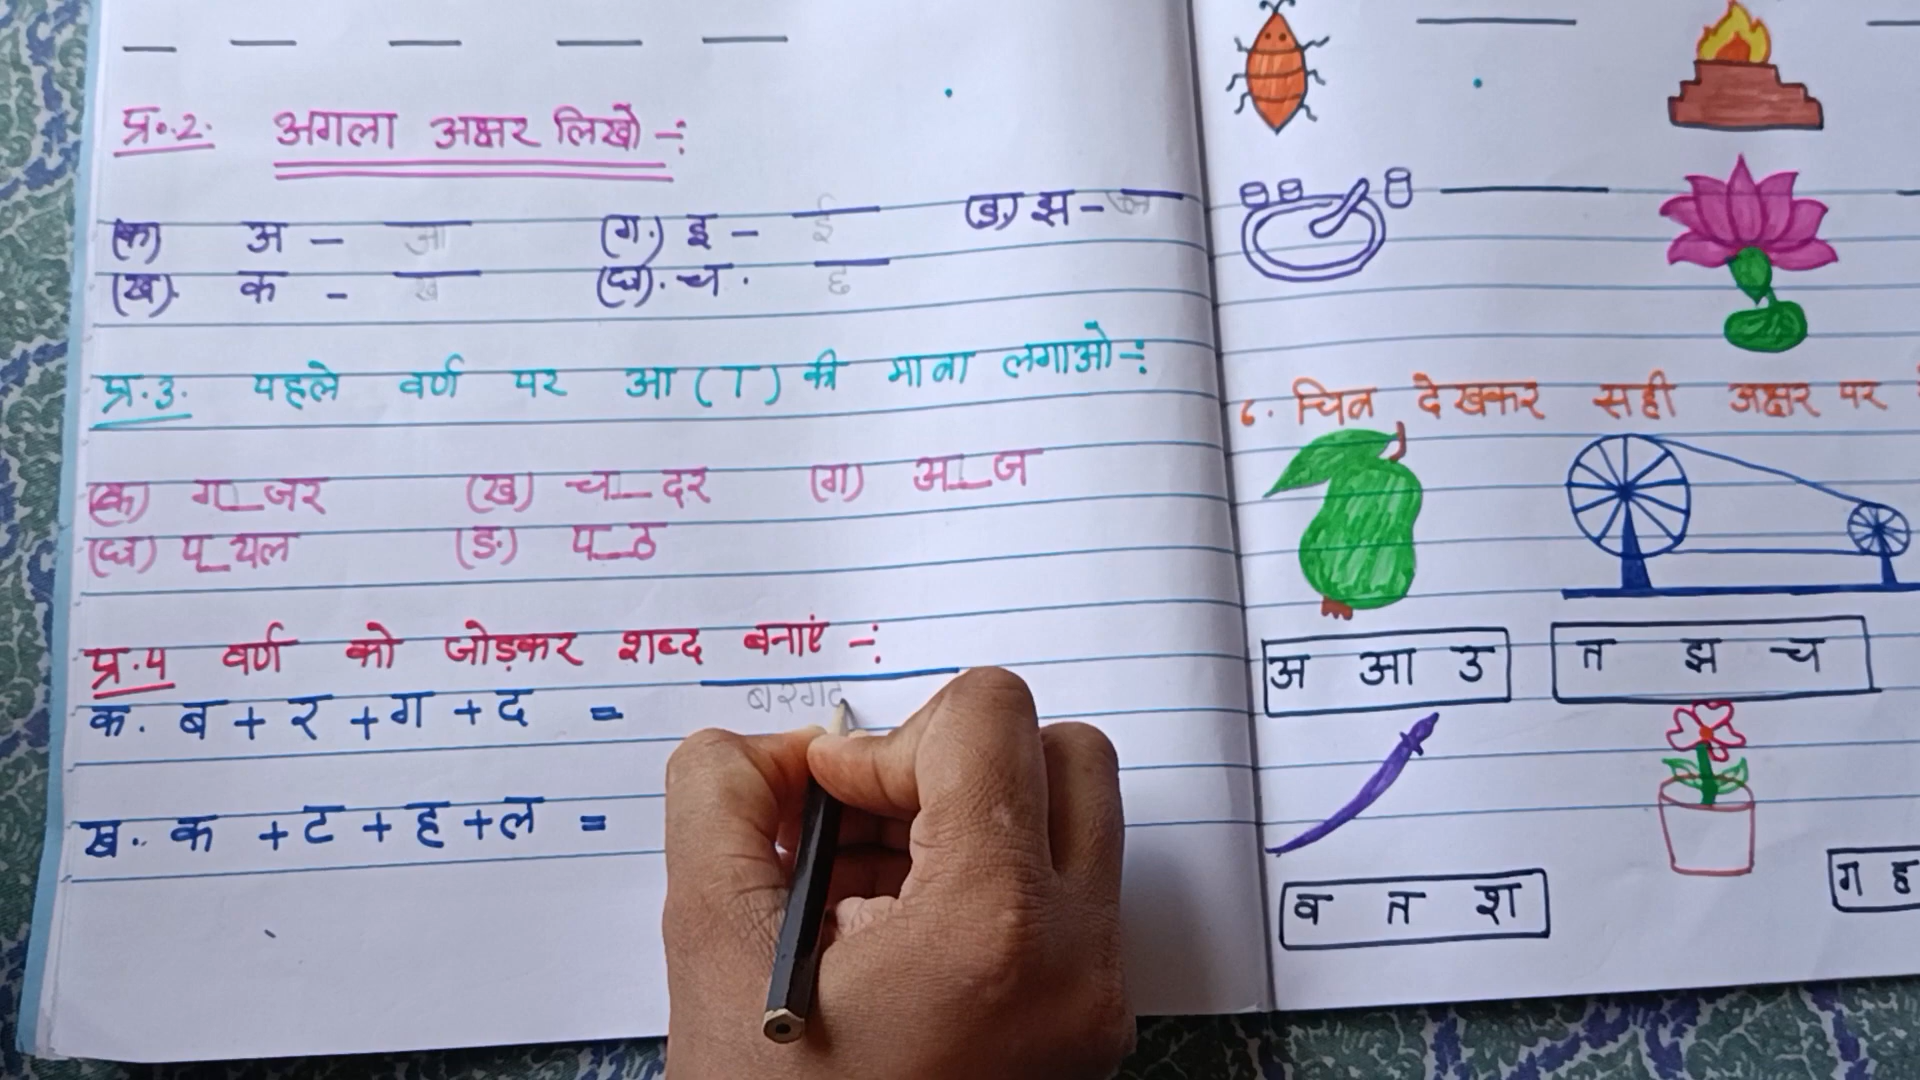 प्र.2. अगला अक्षर लिखो -:
(क) अ - आ (ग.) इ - ई (ङ) झ - ञ
(ख). क - ख (घ). च . छ
प्र.3. पहले वर्ण पर आ (ा) की मात्रा लगाओ -:
(क) ग_जर (ख) च_दर (ग) अ_ज
(घ) प_यल (ङ.) प_ठ
प्र.4 वर्ण को जोड़कर शब्द बनाएं -:
क. ब + र + ग + द = बरगद
ख. क + ट + ह + ल =
८. चित्र देखकर सही अक्षर पर
अ आ उ
त झ च
व त श
ग ह